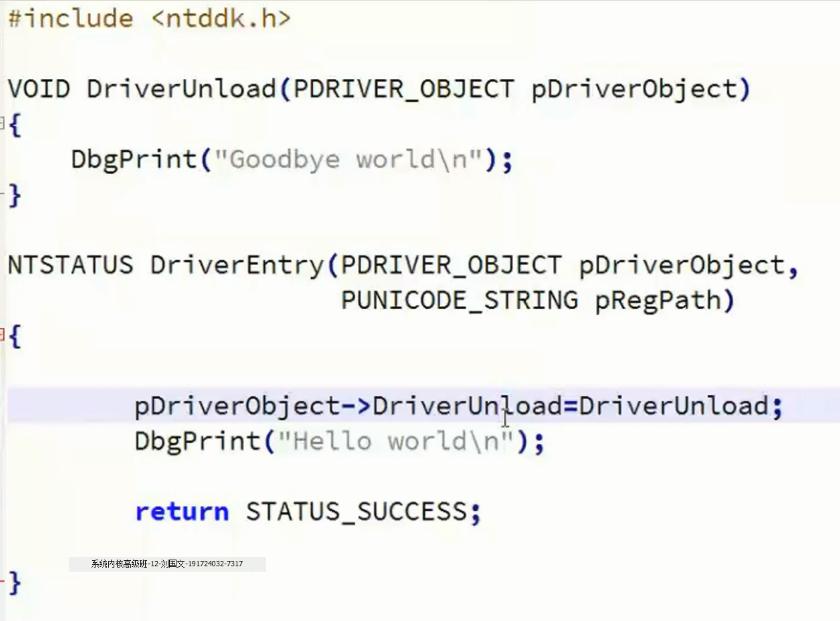 #include <ntddk.h>
VOID DriverUnload(PDRIVER_OBJECT pDriverObject)
{
    DbgPrint("Goodbye world\n");
}
NTSTATUS DriverEntry(PDRIVER_OBJECT pDriverObject,
                     PUNICODE_STRING pRegPath)
{
        pDriverObject->DriverUnload=DriverUnload;
        DbgPrint("Hello world\n");
        return STATUS_SUCCESS;
系统内核高级班-12-刘国文-191724032-7317
}